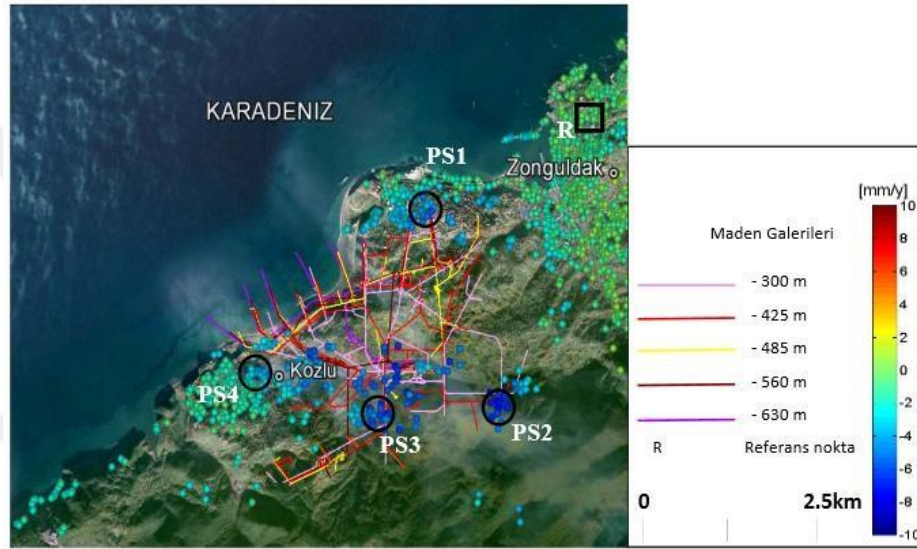 KARADENIZ
R
PS1
Zonguldak
PS4
Kozlu
PS3
PS2
[mm/y]
Maden Galerileri
- 300 m
- 425 m
- 485 m
- 560 m
- 630 m
R Referans nokta
0 2.5km
10
8
6
4
2
0
-2
-4
-6
-8
-10